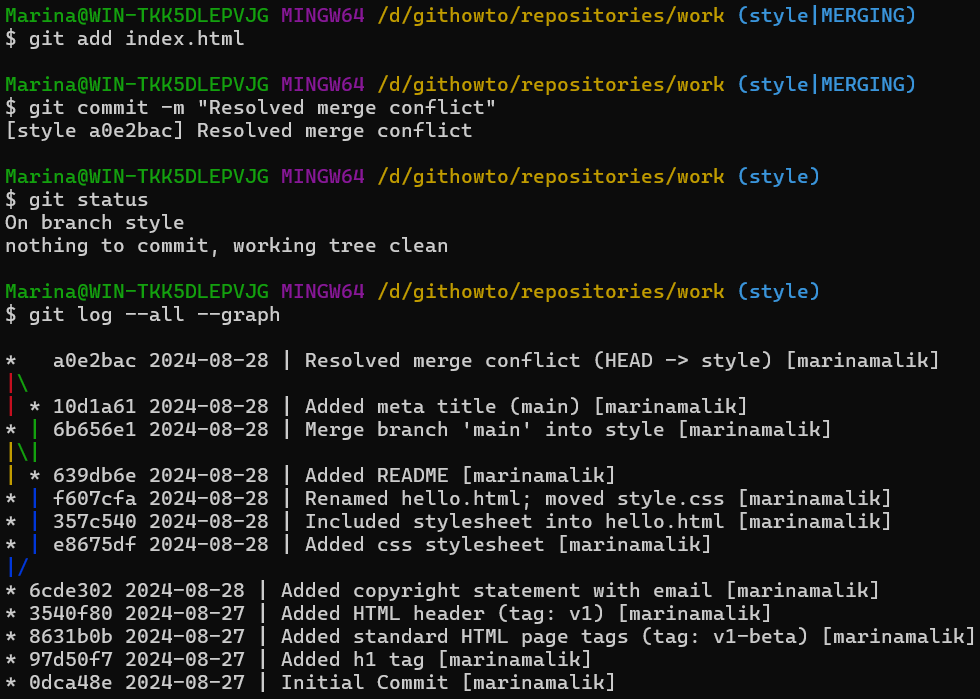 Marina@WIN-TKK5DLEPVJG MINGW64 /d/githowto/repositories/work (style|MERGING)
$ git add index.html

Marina@WIN-TKK5DLEPVJG MINGW64 /d/githowto/repositories/work (style|MERGING)
$ git commit -m "Resolved merge conflict"
[style a0e2bac] Resolved merge conflict

Marina@WIN-TKK5DLEPVJG MINGW64 /d/githowto/repositories/work (style)
$ git status
On branch style
nothing to commit, working tree clean

Marina@WIN-TKK5DLEPVJG MINGW64 /d/githowto/repositories/work (style)
$ git log --all --graph

*   a0e2bac 2024-08-28 | Resolved merge conflict (HEAD -> style) [marinamalik]
|\
| * 10d1a61 2024-08-28 | Added meta title (main) [marinamalik]
* | 6b656e1 2024-08-28 | Merge branch 'main' into style [marinamalik]
|\|
| * 639db6e 2024-08-28 | Added README [marinamalik]
* | f607cfa 2024-08-28 | Renamed hello.html; moved style.css [marinamalik]
* | 357c540 2024-08-28 | Included stylesheet into hello.html [marinamalik]
* | e8675df 2024-08-28 | Added css stylesheet [marinamalik]
|/
* 6cde302 2024-08-28 | Added copyright statement with email [marinamalik]
* 3540f80 2024-08-27 | Added HTML header (tag: v1) [marinamalik]
* 8631b0b 2024-08-27 | Added standard HTML page tags (tag: v1-beta) [marinamalik]
* 97d50f7 2024-08-27 | Added h1 tag [marinamalik]
* 0dca48e 2024-08-27 | Initial Commit [marinamalik]